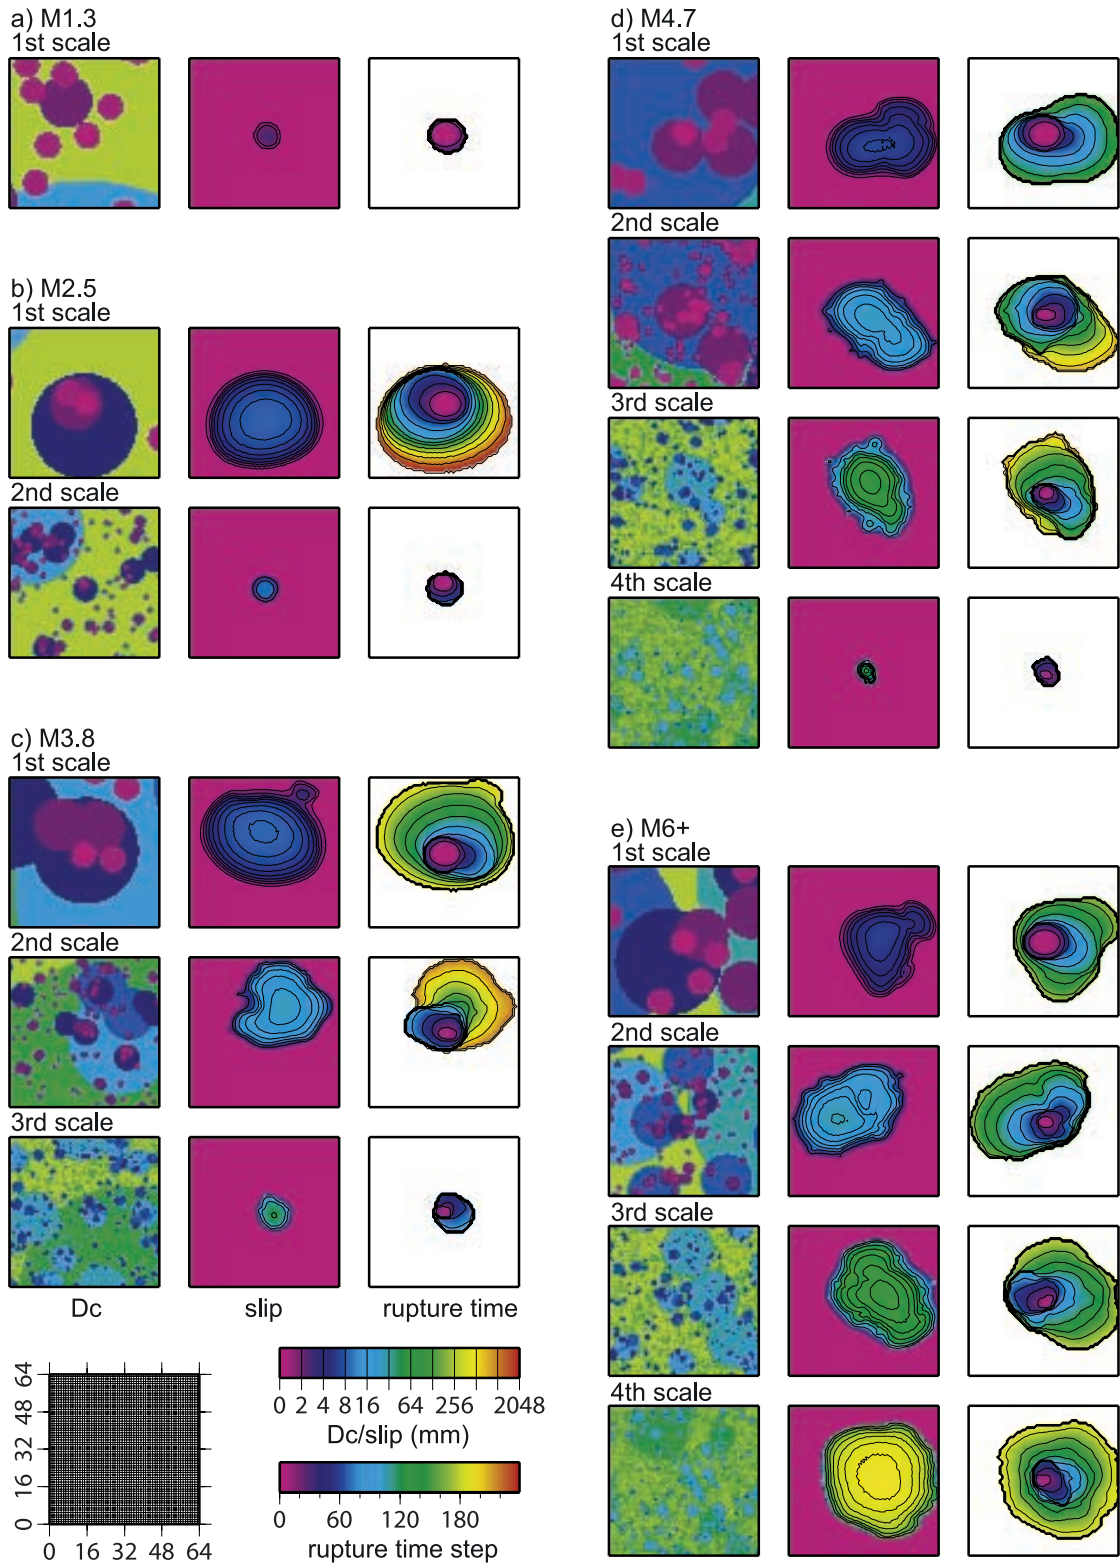 a) M1.3
1st scale
b) M2.5
1st scale
2nd scale
c) M3.8
1st scale
2nd scale
3rd scale
Dc
slip
rupture time
64
48
32
16
0
0 16 32 48 64
0 2 4 8 16 64 256 2048
Dc/slip (mm)
0 60 120 180
rupture time step
d) M4.7
1st scale
2nd scale
3rd scale
4th scale
e) M6+
1st scale
2nd scale
3rd scale
4th scale